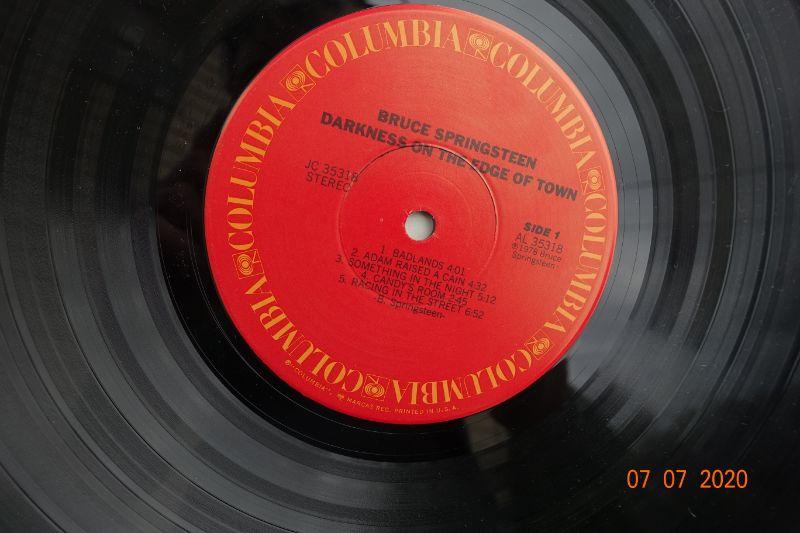 COLUMBIA COLUMBIA COLUMBIA COLUMBIA COLUMBIA COLUMBIA COLUMBIA
BRUCE SPRINGSTEEN
DARKNESS ON THE EDGE OF TOWN
JC 35318
STEREO
SIDE 1
AL 35318
℗1978 Bruce
Springsteen
1. BADLANDS 4:01
2. ADAM RAISED A CAIN 4:32
3. SOMETHING IN THE NIGHT 5:12
4. CANDY'S ROOM 2:45
5. RACING IN THE STREET 6:52
-B. Springsteen-
®"COLUMBIA", MARCAS REG. PRINTED IN U.S.A.
07 07 2020